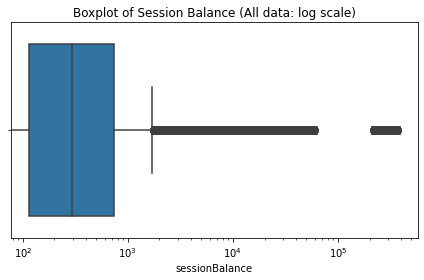 Boxplot of Session Balance (All data: log scale)
10² 10³ 10⁴ 10⁵
sessionBalance